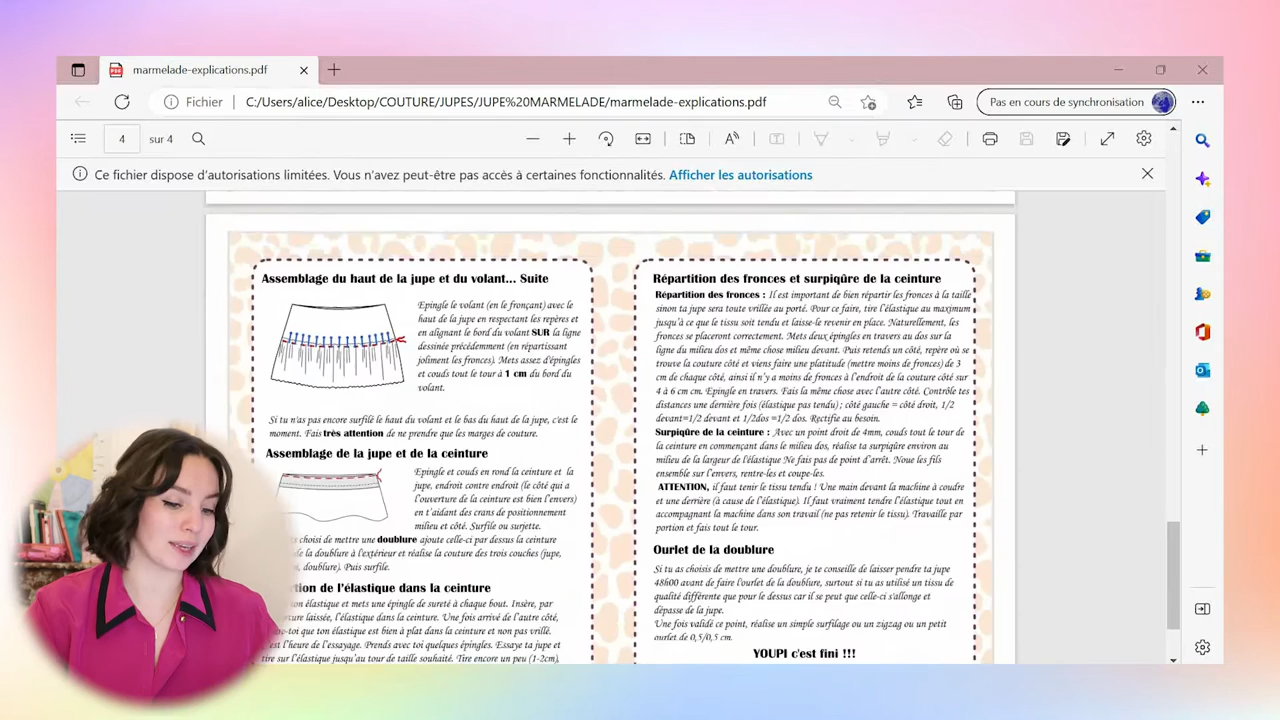 marmelade-explications.pdf
Fichier
C:/Users/alice/Desktop/COUTURE/JUPES/JUPE%20MARMELADE/marmelade-explications.pdf
Pas en cours de synchronisation
4
sur 4
Ce fichier dispose d'autorisations limitées. Vous n'avez peut-être pas accès à certaines fonctionnalités. Afficher les autorisations
Assemblage du haut de la jupe et du volant... Suite
Epingle le volant (en le fronçant) avec le
haut de la jupe en respectant les repères et
en alignant le bord du volant SUR la ligne
dessinée précédemment (en répartissant
joliment les fronces). Mets assez d'épingles
et couds tout le tour à 1 cm du bord du
volant.
Si tu n'as pas encore surfilé le haut du volant et le bas du haut de la jupe, c'est le
moment. Fais très attention de ne prendre que les marges de couture.
Assemblage de la jupe et de la ceinture
Epingle et couds en rond la ceinture et la
jupe, endroit contre endroit (le côté qui a
l'ouverture de la ceinture est bien l'envers)
en t'aidant des crans de positionnement
milieu et côté. Surfile ou surjette.
choisi de mettre une doublure ajoute celle-ci par dessus la ceinture
de la doublure à l'extérieur et réalise la couture des trois couches (jupe,
doublure). Puis surfile.
de l'élastique dans la ceinture
ton élastique et mets une épingle de sureté à chaque bout. Insère, par
laissée, l'élastique dans la ceinture. Une fois arrivé de l'autre côté,
que ton élastique est bien à plat dans la ceinture et non pas vrillé.
l'heure de l'essayage. Prends avec toi quelques épingles. Essaye ta jupe et
tire sur l'élastique jusqu'au tour de taille souhaité. Tire encore un peu (1-2cm),
Répartition des fronces et surpiqûre de la ceinture
Répartition des fronces : Il est important de bien répartir les fronces à la taille
sinon ta jupe sera toute vrillée au porté. Pour ce faire, tire l'élastique au maximum
jusqu'à ce que le tissu soit tendu et laisse-le revenir en place. Naturellement, les
fronces se placeront correctement. Mets deux épingles en travers au dos sur la
ligne du milieu dos et même chose milieu devant. Puis retends un côté, repère où se
trouve la couture côté et viens faire une platitude (mettre moins de fronces) de 3
cm de chaque côté, ainsi il n'y a moins de fronces à l'endroit de la couture côté sur
4 à 6 cm cm. Epingle en travers. Fais la même chose avec l'autre côté. Contrôle tes
distances une dernière fois (élastique pas tendu) ; côté gauche = côté droit, 1/2
devant=1/2 devant et 1/2dos =1/2 dos. Rectifie au besoin.
Surpiqûre de la ceinture : Avec un point droit de 4mm, couds tout le tour de
la ceinture en commençant dans le milieu dos, réalise ta surpiqûre environ au
milieu de la largeur de l'élastique Ne fais pas de point d'arrêt. Noue les fils
ensemble sur l'envers, rentre-les et coupe-les.
ATTENTION, il faut tenir le tissu tendu ! Une main devant la machine à coudre
et une derrière (à cause de l'élastique). Il faut vraiment tendre l'élastique tout en
accompagnant la machine dans son travail (ne pas retenir le tissu). Travaille par
portion et fais tout le tour.
Ourlet de la doublure
Si tu as choisis de mettre une doublure, je te conseille de laisser pendre ta jupe
48h00 avant de faire l'ourlet de la doublure, surtout si tu as utilisé un tissu de
qualité différente que pour le dessus car il se peut que celle-ci s'allonge et
dépasse de la jupe.
Une fois validé ce point, réalise un simple surfilage ou un zigzag ou un petit
ourlet de 0,5/0,5 cm.
YOUPI c'est fini !!!